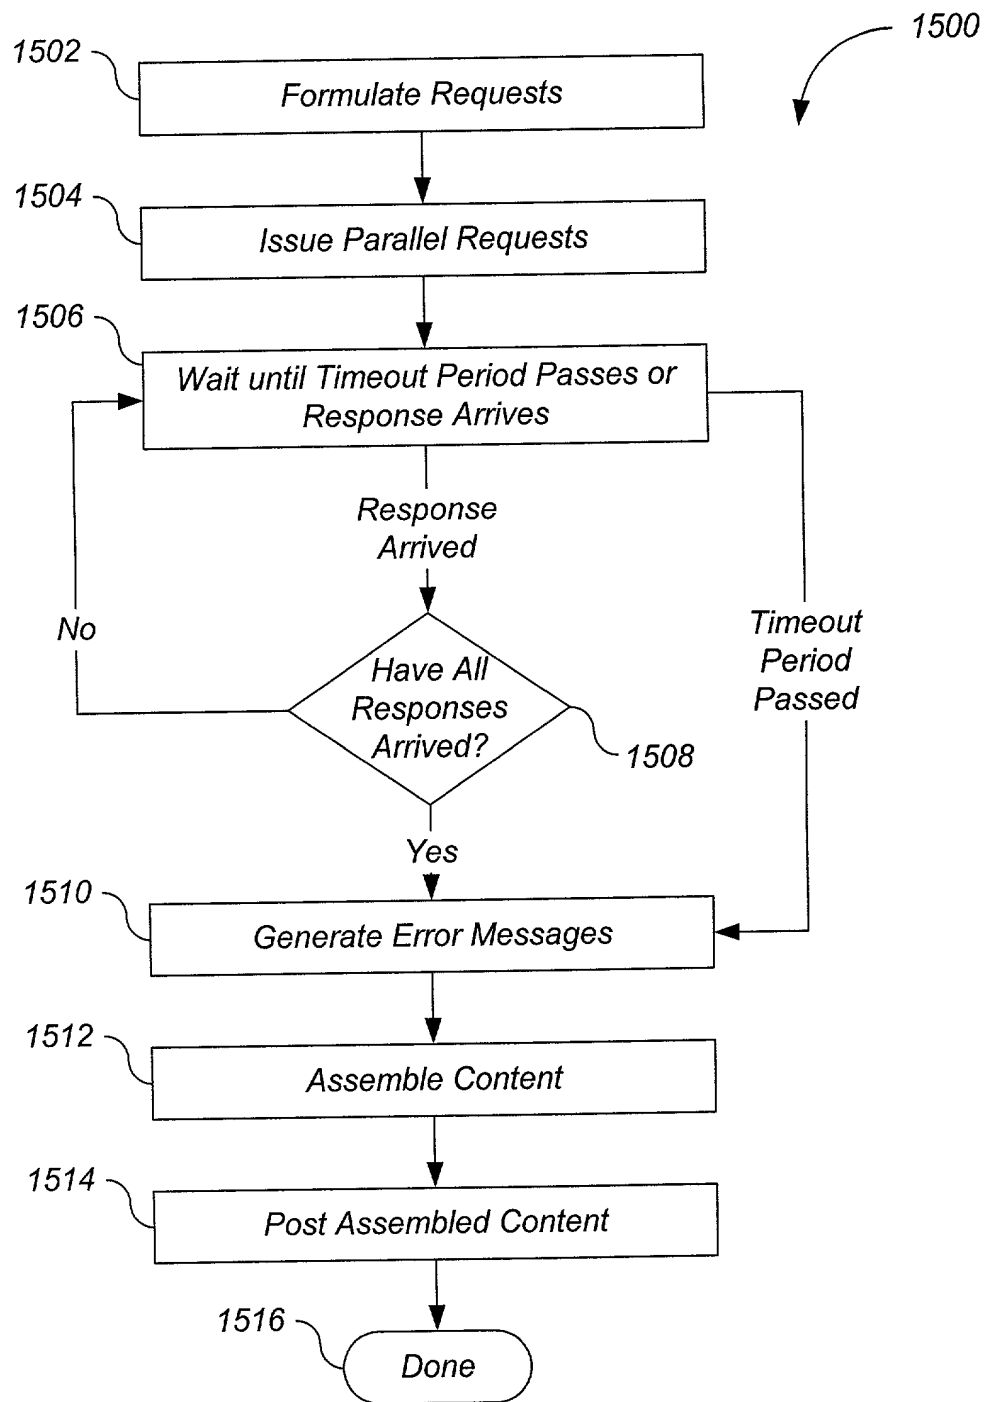 1500
1502
Formulate Requests
1504
Issue Parallel Requests
1506
Wait until Timeout Period Passes or
Response Arrives
Response
Arrived
No
Timeout
Period
Passed
Have All
Responses
Arrived?
1508
Yes
1510
Generate Error Messages
1512
Assemble Content
1514
Post Assembled Content
1516
Done